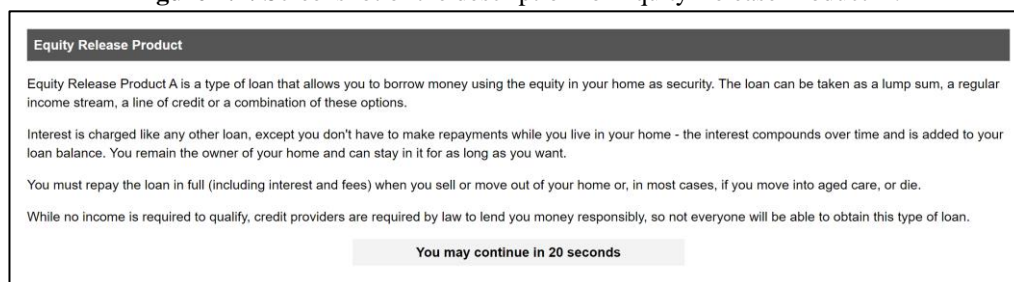 Equity Release Product
Equity Release Product A is a type of loan that allows you to borrow money using the equity in your home as security. The loan can be taken as a lump sum, a regular
income stream, a line of credit or a combination of these options.
Interest is charged like any other loan, except you don't have to make repayments while you live in your home - the interest compounds over time and is added to your
loan balance. You remain the owner of your home and can stay in it for as long as you want.
You must repay the loan in full (including interest and fees) when you sell or move out of your home or, in most cases, if you move into aged care, or die.
While no income is required to qualify, credit providers are required by law to lend you money responsibly, so not everyone will be able to obtain this type of loan.
You may continue in 20 seconds